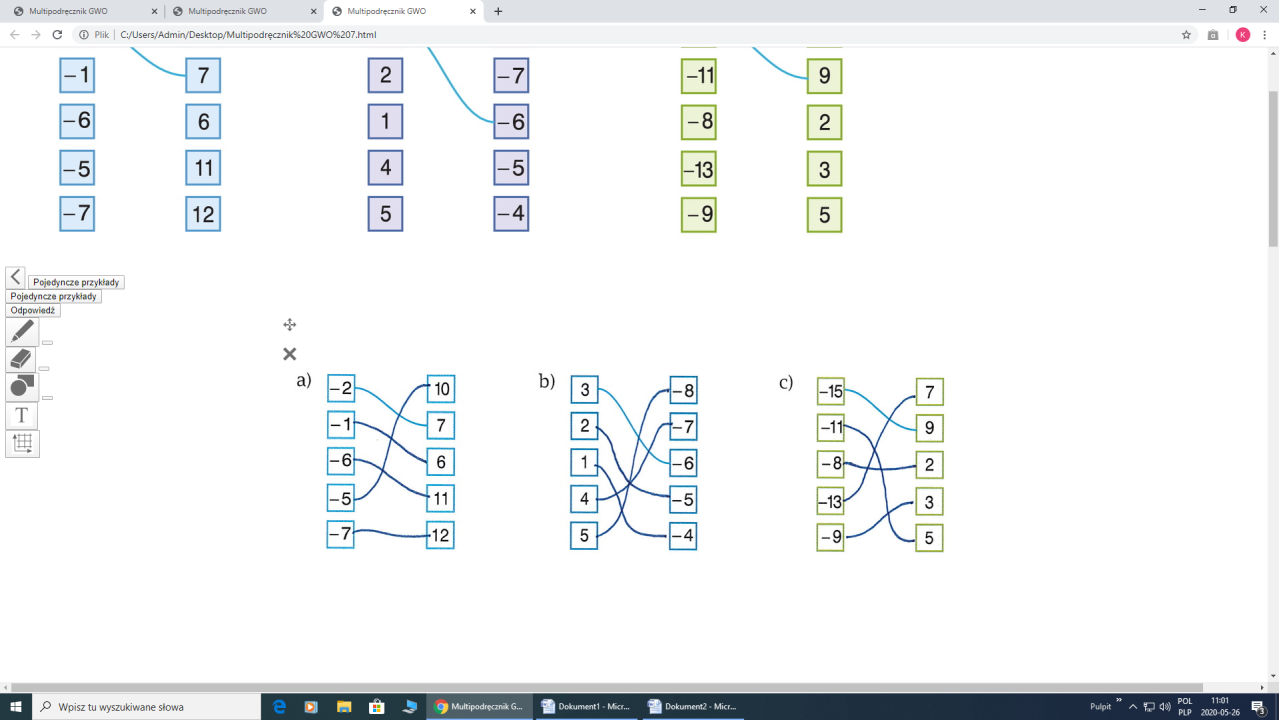 Multipodręcznik GWO
Multipodręcznik GWO
Multipodręcznik GWO
Plik
C:/Users/Admin/Desktop/Multipodręcznik%20GWO%207.html
K
−1 7 2 −7 −11 9
−6 6 1 −6 −8 2
−5 11 4 −5 −13 3
−7 12 5 −4 −9 5
Pojedyncze przykłady
Pojedyncze przykłady
Odpowiedź
T
a) −2 10 b) 3 −8 c) −15 7
−1 7 2 −7 −11 9
−6 6 1 −6 −8 2
−5 11 4 −5 −13 3
−7 12 5 −4 −9 5
Wpisz tu wyszukiwane słowa
Multipodręcznik G...
Dokument1 - Micr...
Dokument2 - Micr...
Pulpit
»
POL
PLP
11:01
2020-05-26
3